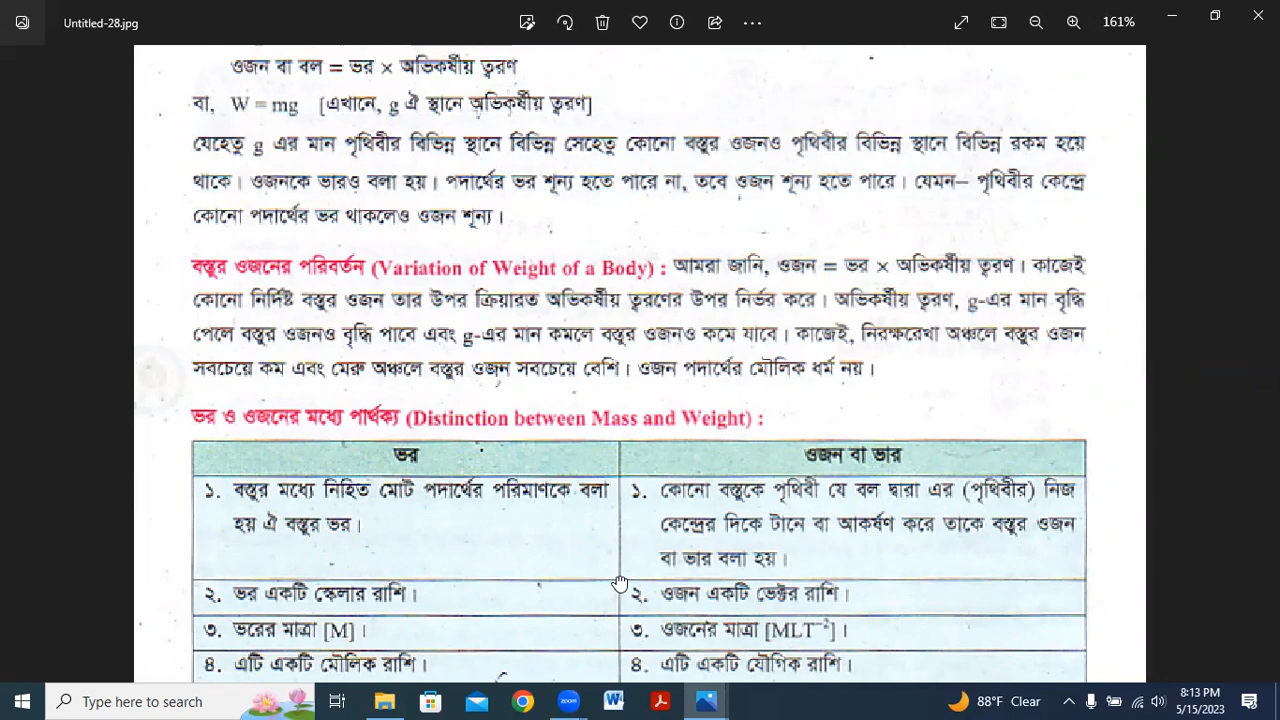 Untitled-28.jpg
161%
ওজন বা বল = ভর × অভিকর্ষীয় ত্বরণ
বা, W = mg [এখানে, g ঐ স্থানে অভিকর্ষীয় ত্বরণ]
যেহেতু g এর মান পৃথিবীর বিভিন্ন স্থানে বিভিন্ন সেহেতু কোনো বস্তুর ওজনও পৃথিবীর বিভিন্ন স্থানে বিভিন্ন রকম হয়ে
থাকে। ওজনকে ভারও বলা হয়। পদার্থের ভর শূন্য হতে পারে না, তবে ওজন শূন্য হতে পারে। যেমন– পৃথিবীর কেন্দ্রে
কোনো পদার্থের ভর থাকলেও ওজন শূন্য।
বস্তুর ওজনের পরিবর্তন (Variation of Weight of a Body) : আমরা জানি, ওজন = ভর × অভিকর্ষীয় ত্বরণ। কাজেই
কোনো নির্দিষ্ট বস্তুর ওজন তার উপর ক্রিয়ারত অভিকর্ষীয় ত্বরণের উপর নির্ভর করে। অভিকর্ষীয় ত্বরণ, g-এর মান বৃদ্ধি
পেলে বস্তুর ওজনও বৃদ্ধি পাবে এবং g-এর মান কমলে বস্তুর ওজনও কমে যাবে। কাজেই, নিরক্ষরেখা অঞ্চলে বস্তুর ওজন
সবচেয়ে কম এবং মেরু অঞ্চলে বস্তুর ওজন সবচেয়ে বেশি। ওজন পদার্থের মৌলিক ধর্ম নয়।
ভর ও ওজনের মধ্যে পার্থক্য (Distinction between Mass and Weight) :
ভর
ওজন বা ভার
১. বস্তুর মধ্যে নিহিত মোট পদার্থের পরিমাণকে বলা
হয় ঐ বস্তুর ভর।
১. কোনো বস্তুকে পৃথিবী যে বল দ্বারা এর (পৃথিবীর) নিজ
কেন্দ্রের দিকে টানে বা আকর্ষণ করে তাকে বস্তুর ওজন
বা ভার বলা হয়।
২. ভর একটি স্কেলার রাশি।
২. ওজন একটি ভেক্টর রাশি।
৩. ভরের মাত্রা [M]।
৩. ওজনের মাত্রা [MLT⁻²]।
৪. এটি একটি মৌলিক রাশি।
৪. এটি একটি যৌগিক রাশি।
Type here to search
zoom
88°F Clear
8:13 PM
5/15/2023